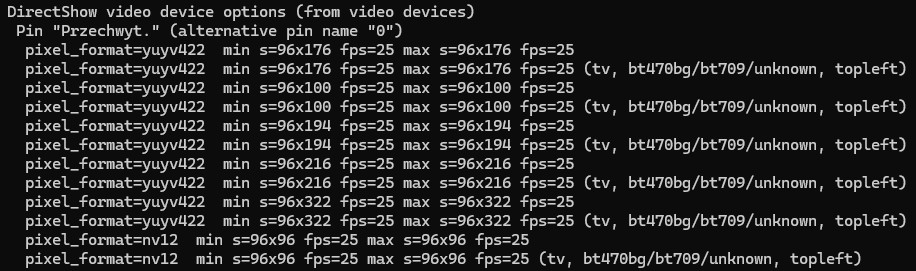 DirectShow video device options (from video devices)
Pin "Przechwyt." (alternative pin name "0")
pixel_format=yuyv422  min s=96x176 fps=25 max s=96x176 fps=25
pixel_format=yuyv422  min s=96x176 fps=25 max s=96x176 fps=25 (tv, bt470bg/bt709/unknown, topleft)
pixel_format=yuyv422  min s=96x100 fps=25 max s=96x100 fps=25
pixel_format=yuyv422  min s=96x100 fps=25 max s=96x100 fps=25 (tv, bt470bg/bt709/unknown, topleft)
pixel_format=yuyv422  min s=96x194 fps=25 max s=96x194 fps=25
pixel_format=yuyv422  min s=96x194 fps=25 max s=96x194 fps=25 (tv, bt470bg/bt709/unknown, topleft)
pixel_format=yuyv422  min s=96x216 fps=25 max s=96x216 fps=25
pixel_format=yuyv422  min s=96x216 fps=25 max s=96x216 fps=25 (tv, bt470bg/bt709/unknown, topleft)
pixel_format=yuyv422  min s=96x322 fps=25 max s=96x322 fps=25
pixel_format=yuyv422  min s=96x322 fps=25 max s=96x322 fps=25 (tv, bt470bg/bt709/unknown, topleft)
pixel_format=nv12  min s=96x96 fps=25 max s=96x96 fps=25
pixel_format=nv12  min s=96x96 fps=25 max s=96x96 fps=25 (tv, bt470bg/bt709/unknown, topleft)